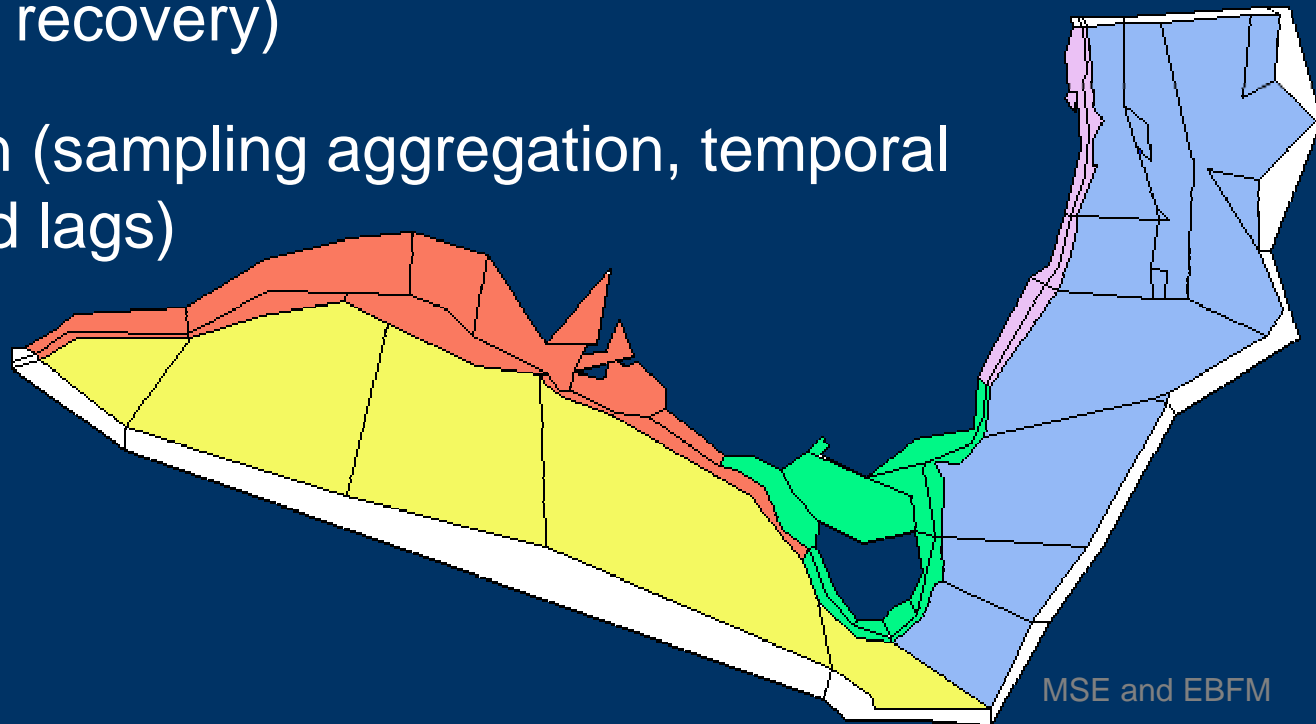 recovery)
(sampling aggregation, temporal
lags)
MSE and EBFM